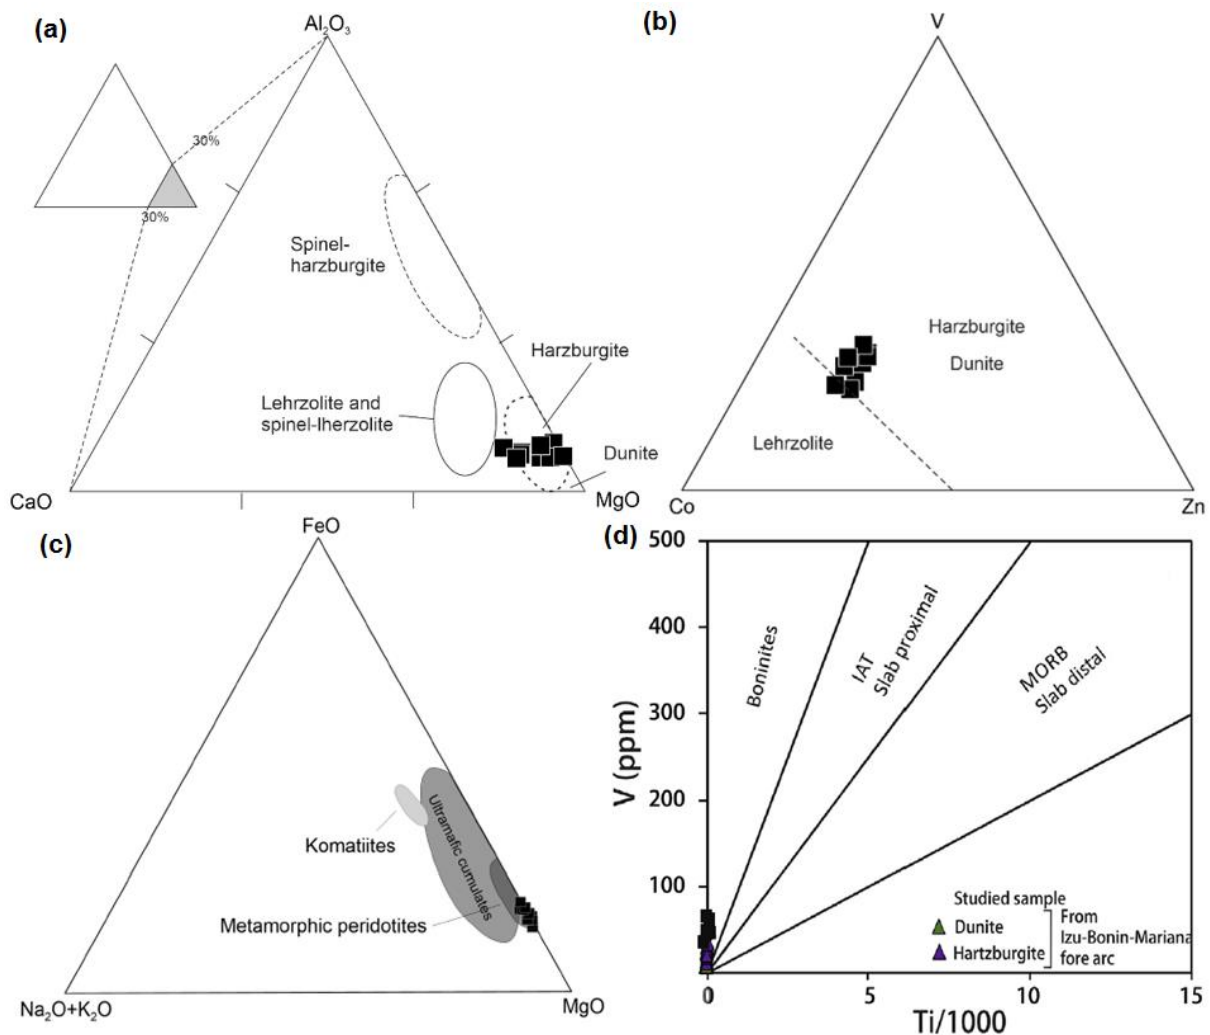 (a)
Al₂O₃
30%
30%
Spinel-
harzburgite
Harzburgite
Lehrzolite and
spinel-lherzolite
Dunite
CaO
MgO
(b)
V
Harzburgite
Dunite
Lehrzolite
Co
Zn
(c)
FeO
Komatiites
Ultramafic cumulates
Metamorphic peridotites
Na₂O+K₂O
MgO
(d)
500
400
300
200
100
V (ppm)
Boninites
IAT
Slab proximal
MORB
Slab distal
Studied sample
Dunite
Hartzburgite
From
Izu-Bonin-Mariana
fore arc
0
5
10
15
Ti/1000